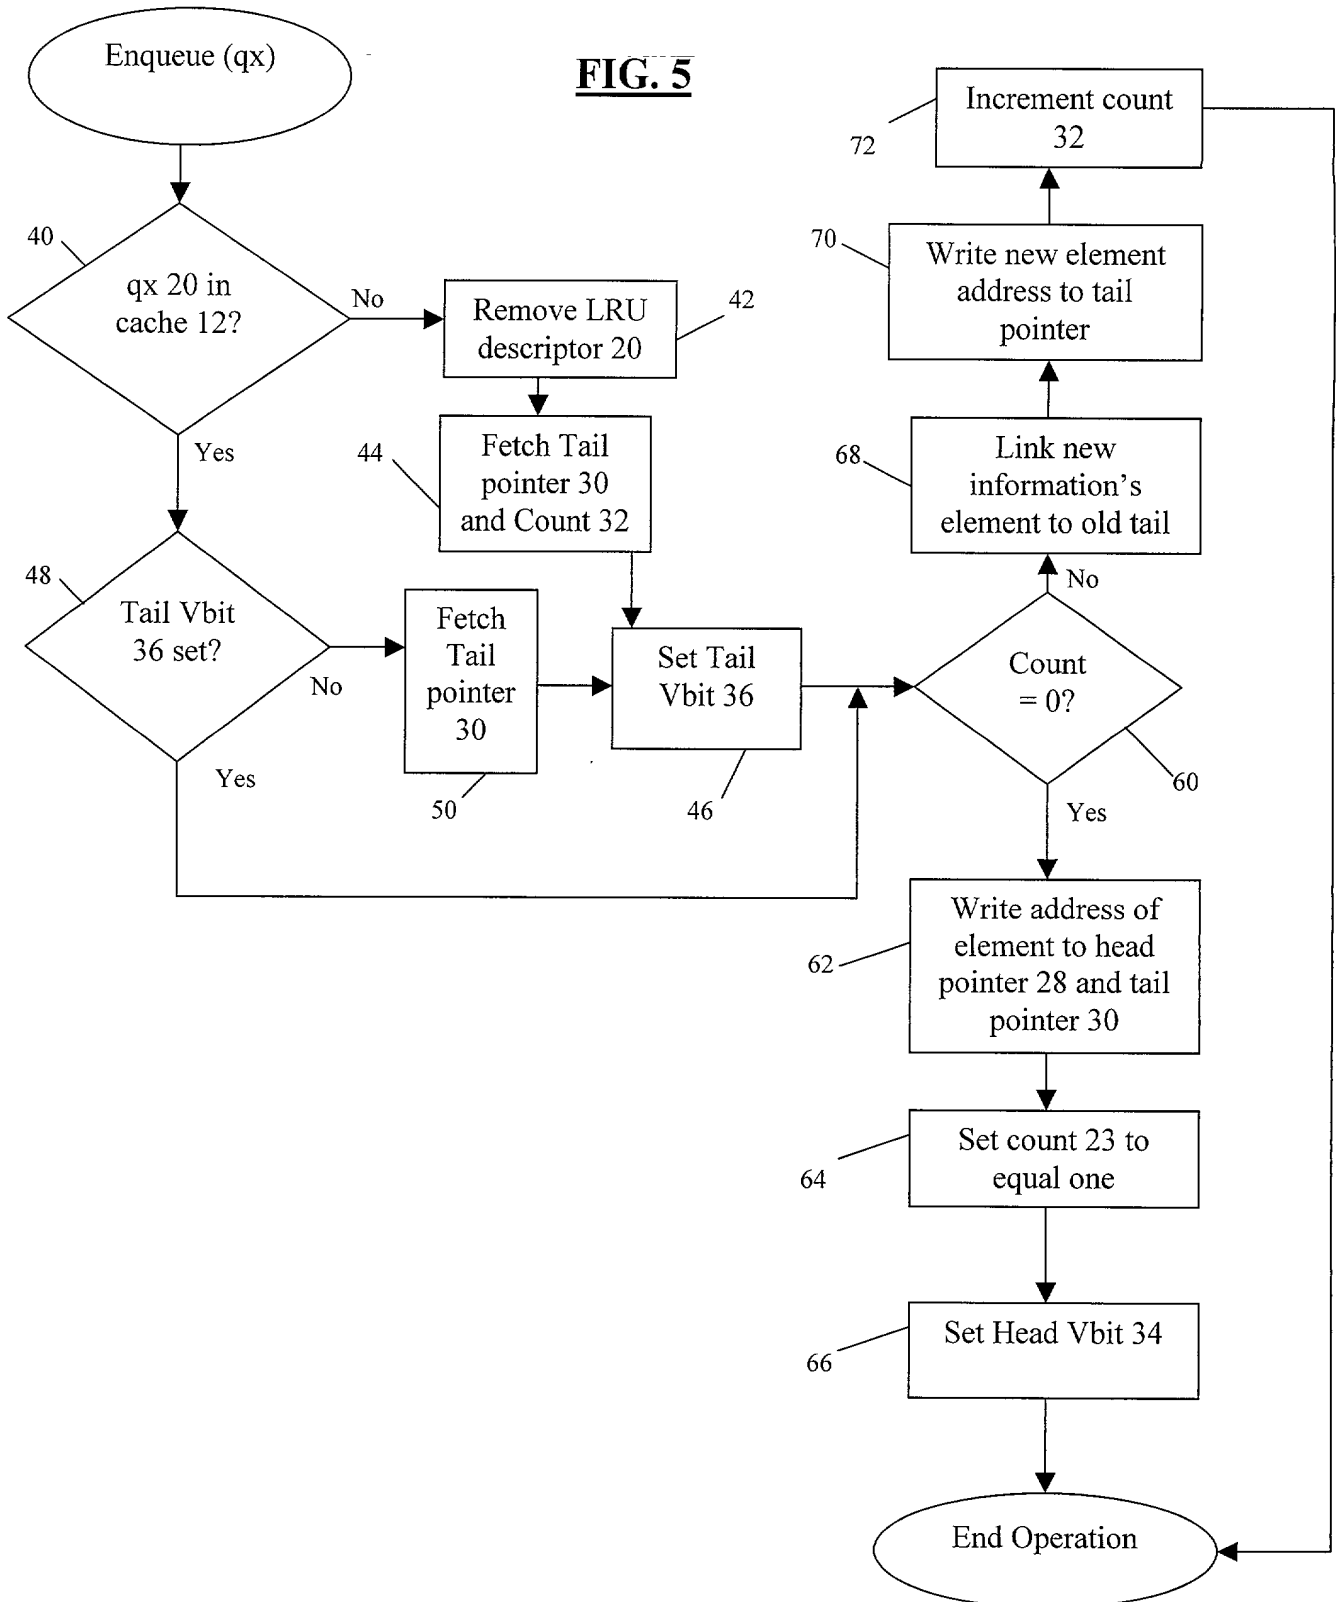 Enqueue (qx)
FIG. 5
40
qx 20 in
cache 12?
No
Yes
Remove LRU
descriptor 20
42
44
Fetch Tail
pointer 30
and Count 32
48
Tail Vbit
36 set?
No
Yes
Fetch
Tail
pointer
30
50
Set Tail
Vbit 36
46
Count
= 0?
60
No
Yes
68
Link new
information’s
element to old tail
70
Write new element
address to tail
pointer
72
Increment count
32
62
Write address of
element to head
pointer 28 and tail
pointer 30
64
Set count 23 to
equal one
66
Set Head Vbit 34
End Operation